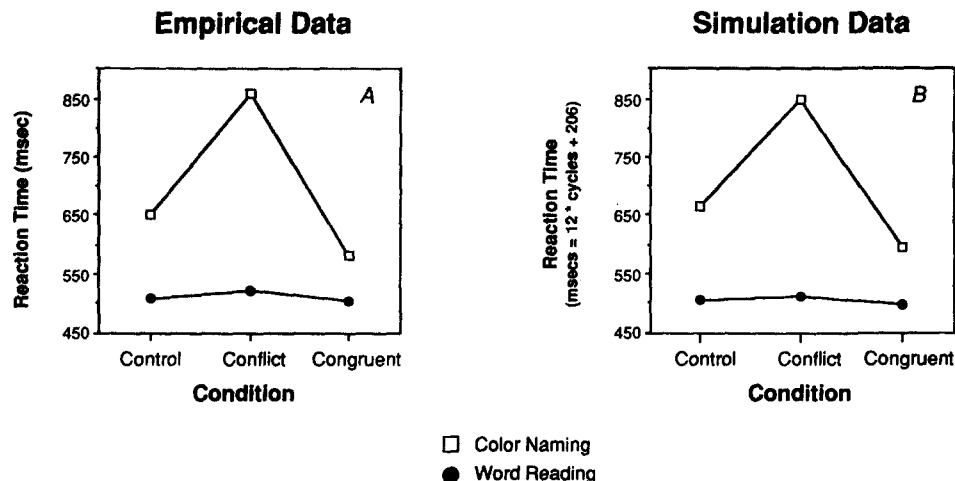 Empirical Data
A
850
750
650
550
450
Reaction Time (msec)
Control
Conflict
Congruent
Condition
Simulation Data
B
850
750
650
550
450
Reaction Time
(msecs = 12 * cycles + 206)
Control
Conflict
Congruent
Condition
Color Naming
Word Reading